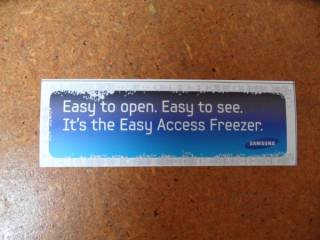 Easy to open. Easy to see.
It's the Easy Access Freezer.
SAMSUNG